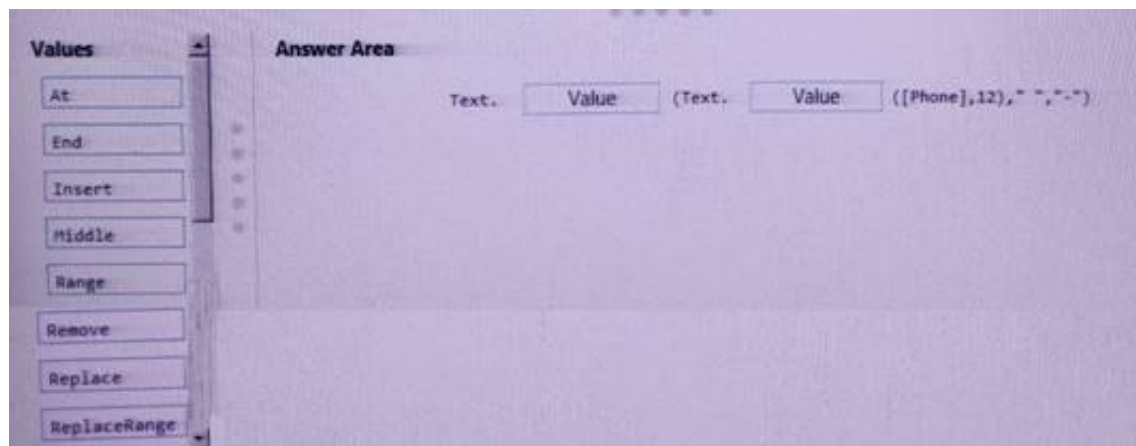 Values
Answer Area
At
Text. Value (Text. Value ([Phone],12)," ","-")
End
Insert
Middle
Range
Remove
Replace
ReplaceRange